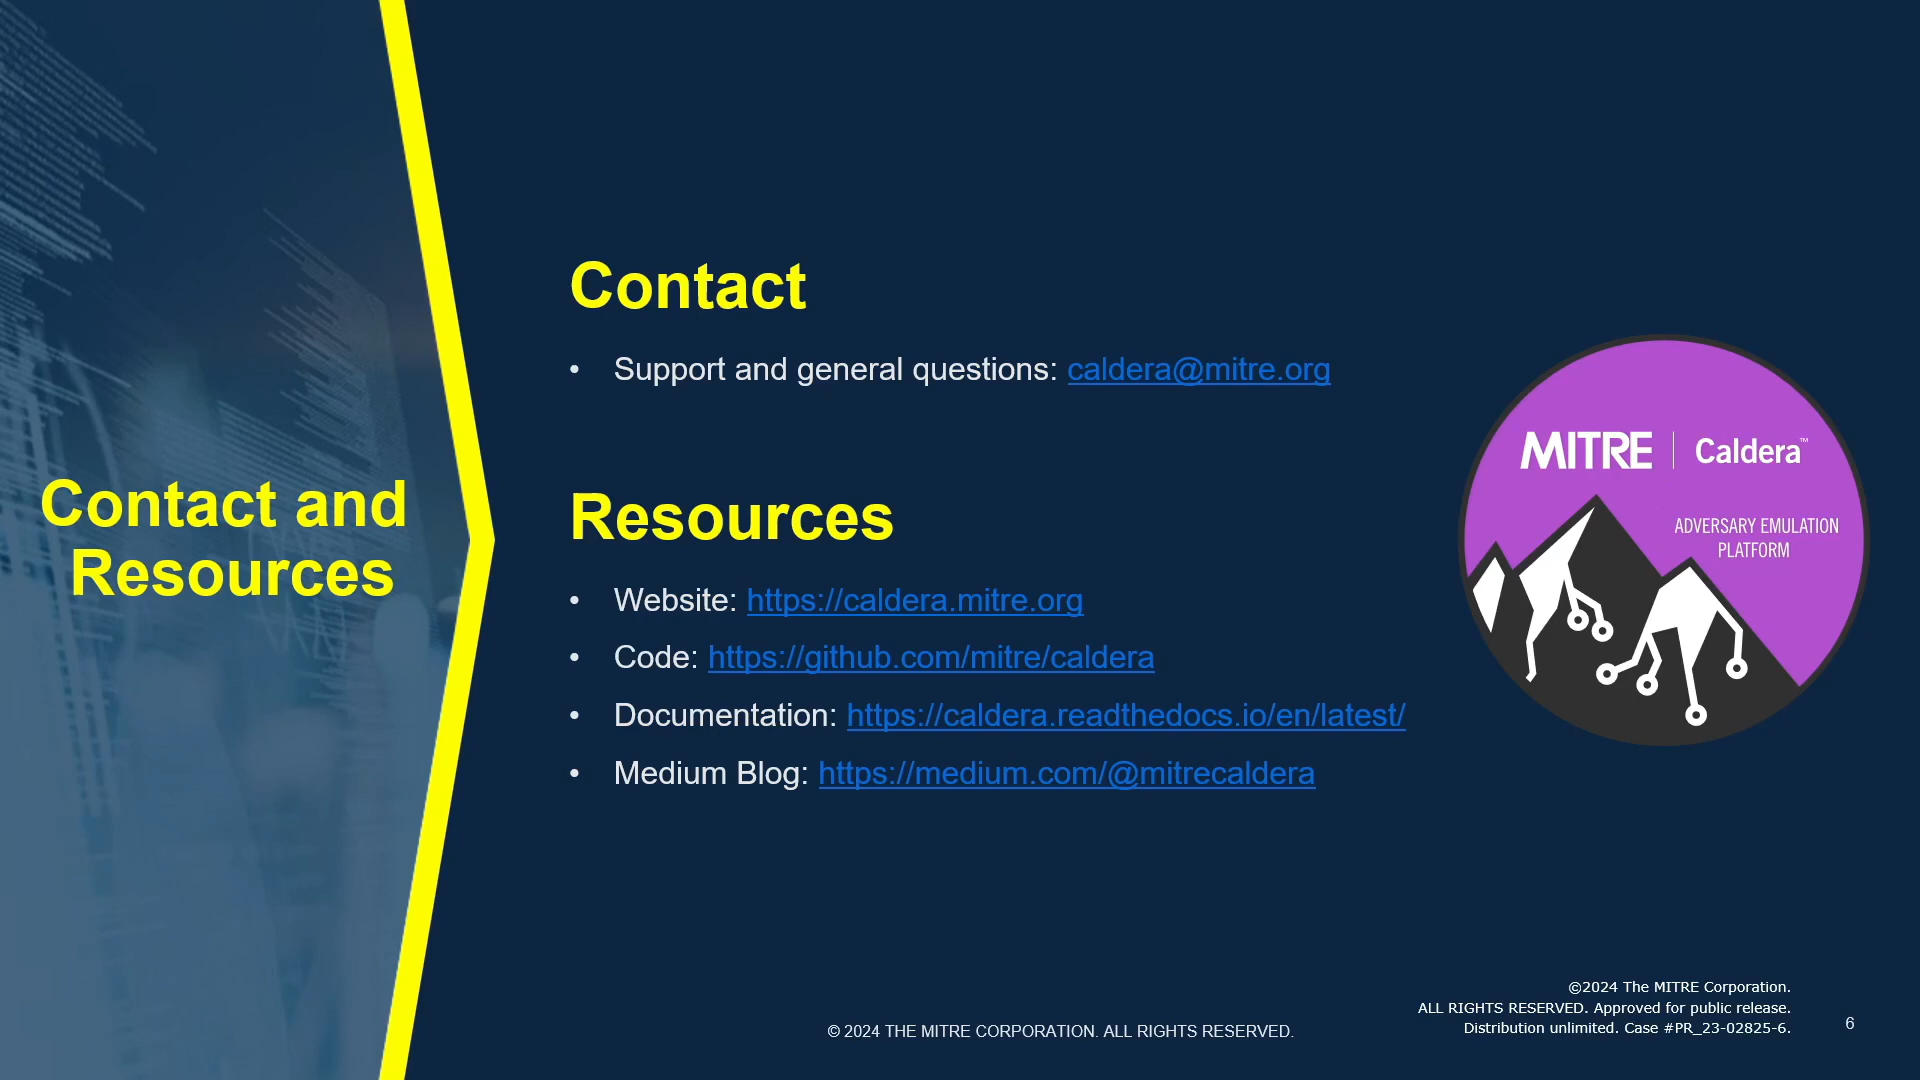 Contact and
Resources
Contact
• Support and general questions: caldera@mitre.org
Resources
• Website: https://caldera.mitre.org
• Code: https://github.com/mitre/caldera
• Documentation: https://caldera.readthedocs.io/en/latest/
• Medium Blog: https://medium.com/@mitrecaldera
MITRE | Caldera™
ADVERSARY EMULATION
PLATFORM
©2024 The MITRE Corporation.
ALL RIGHTS RESERVED. Approved for public release.
Distribution unlimited. Case #PR_23-02825-6.
© 2024 THE MITRE CORPORATION. ALL RIGHTS RESERVED.
6